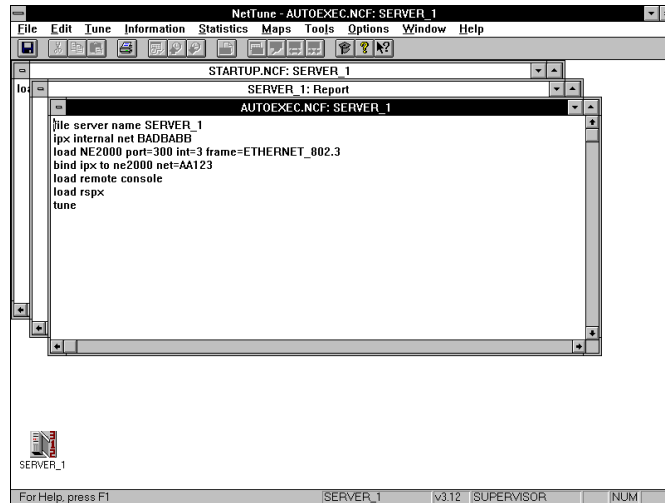 NetTune - AUTOEXEC.NCF: SERVER_1
File Edit Tune Information Statistics Maps Tools Options Window Help
STARTUP.NCF: SERVER_1
loa
SERVER_1: Report
AUTOEXEC.NCF: SERVER_1
file server name SERVER_1
ipx internal net BADBABB
load NE2000 port=300 int=3 frame=ETHERNET_802.3
bind ipx to ne2000 net=AA123
load remote console
load rspx
tune
SERVER_1
For Help, press F1 SERVER_1 v3.12 SUPERVISOR NUM